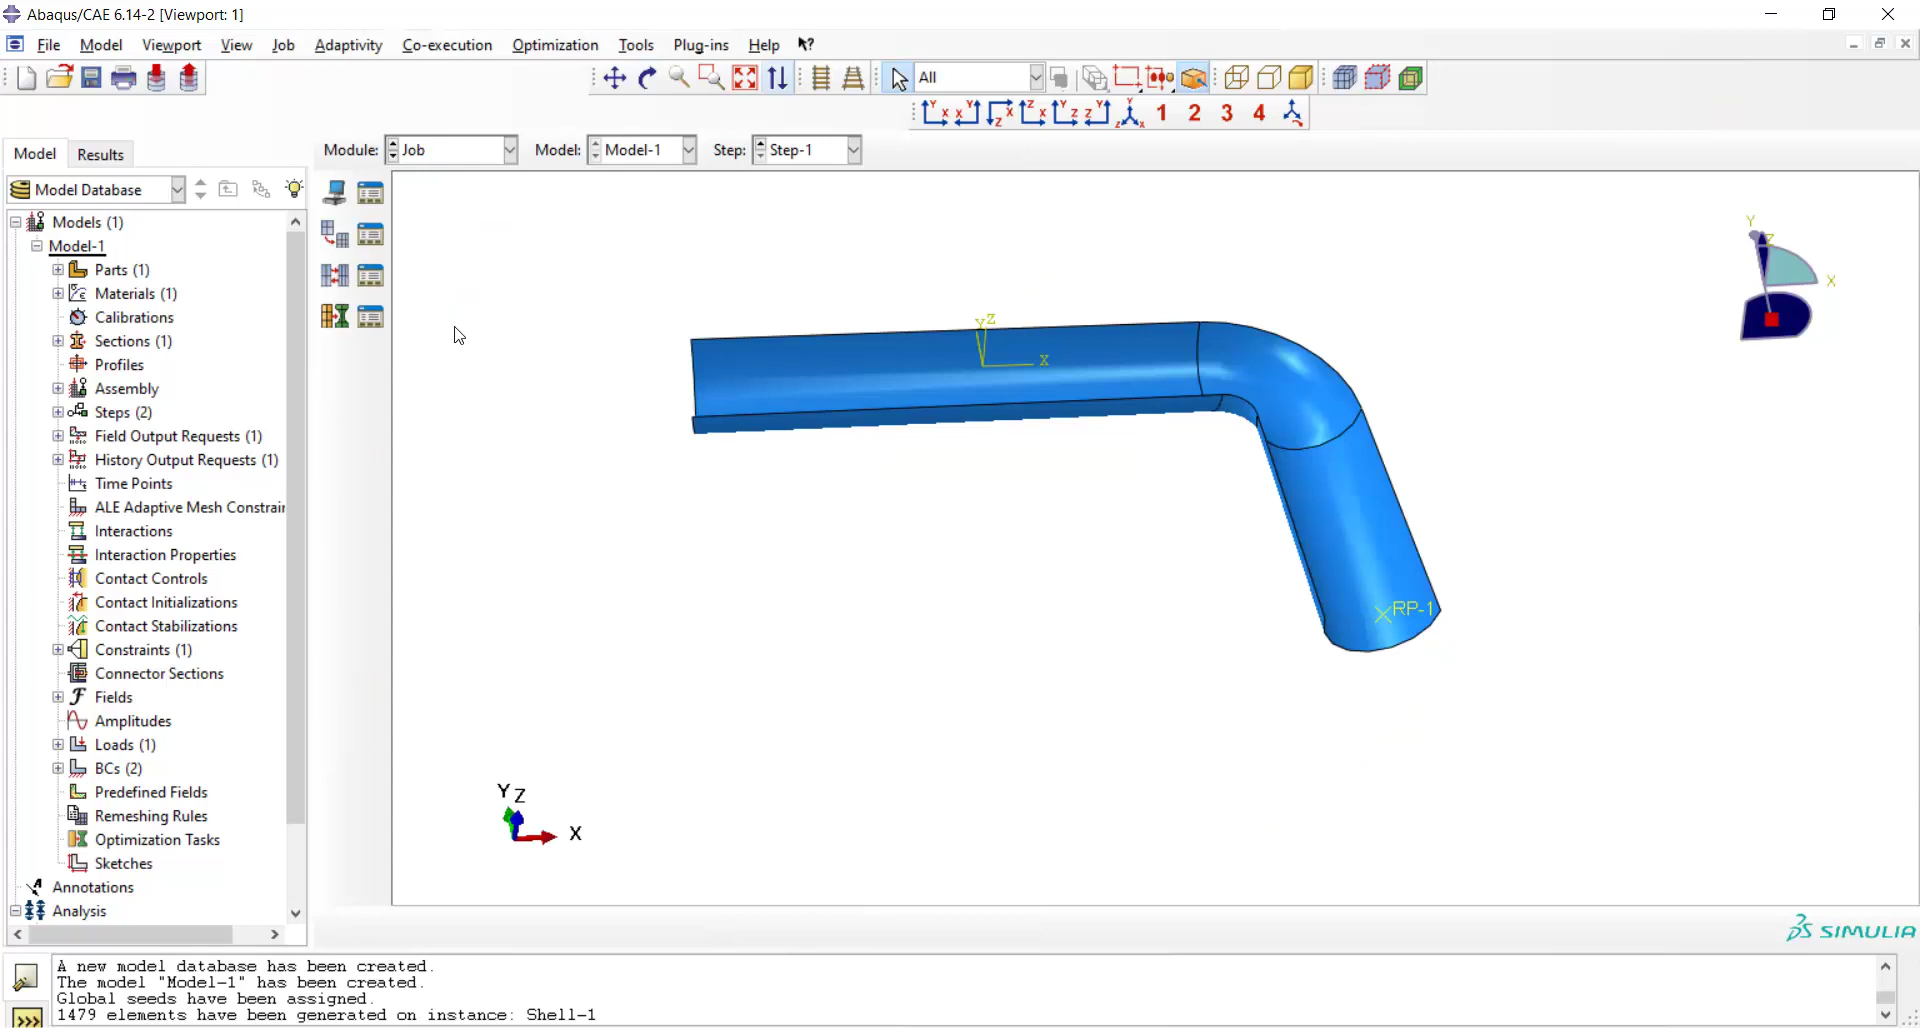 Abaqus/CAE 6.14-2 [Viewport: 1]
File Model Viewport View Job Adaptivity Co-execution Optimization Tools Plug-ins Help ?
All
1 2 3 4
Model Results
Module: Job Model: Model-1 Step: Step-1
Model Database
Models (1)
Model-1
Parts (1)
Materials (1)
Calibrations
Sections (1)
Profiles
Assembly
Steps (2)
Field Output Requests (1)
History Output Requests (1)
Time Points
ALE Adaptive Mesh Constrain
Interactions
Interaction Properties
Contact Controls
Contact Initializations
Contact Stabilizations
Constraints (1)
Connector Sections
Fields
Amplitudes
Loads (1)
BCs (2)
Predefined Fields
Remeshing Rules
Optimization Tasks
Sketches
Annotations
Analysis
Y
Z
X
Y Z
X
RP-1
Y Z
X
SIMULIA
A new model database has been created.
The model "Model-1" has been created.
Global seeds have been assigned.
1479 elements have been generated on instance: Shell-1
>>>